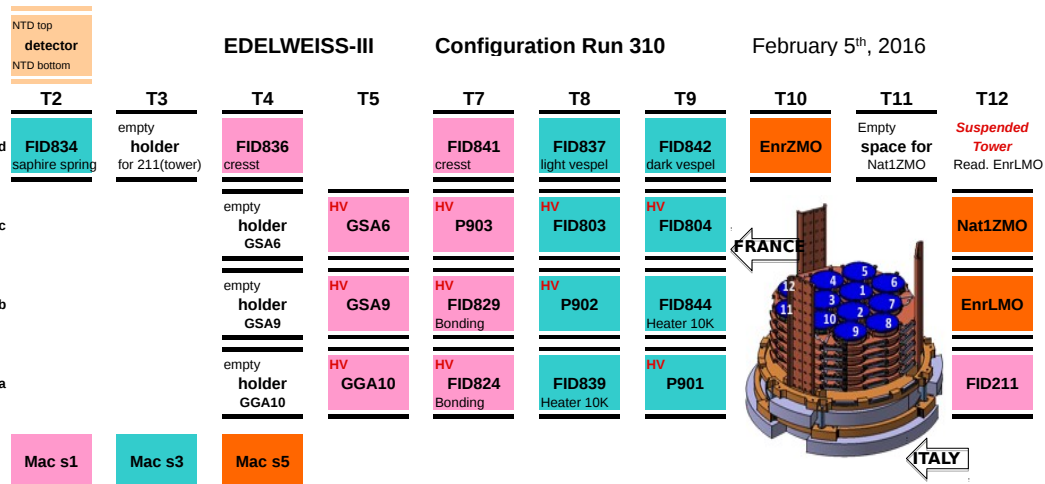 NTD top
detector
NTD bottom
EDELWEISS-III Configuration Run 310 February 5th, 2016
T2 T3 T4 T5 T7 T8 T9 T10 T11 T12
d
FID834
saphire spring
empty
holder
for 211(tower)
FID836
cresst
FID841
cresst
FID837
light vespel
FID842
dark vespel
EnrZMO
Empty
space for
Nat1ZMO
Suspended
Tower
Read. EnrLMO
c
empty
holder
GSA6
HV
GSA6
HV
P903
HV
FID803
HV
FID804
FRANCE
Nat1ZMO
b
empty
holder
GSA9
HV
GSA9
HV
FID829
Bonding
HV
P902
FID844
Heater 10K
EnrLMO
5
4
6
12
1
3
7
11
2
10
8
9
a
empty
holder
GGA10
HV
GGA10
HV
FID824
Bonding
FID839
Heater 10K
HV
P901
FID211
Mac s1
Mac s3
Mac s5
ITALY